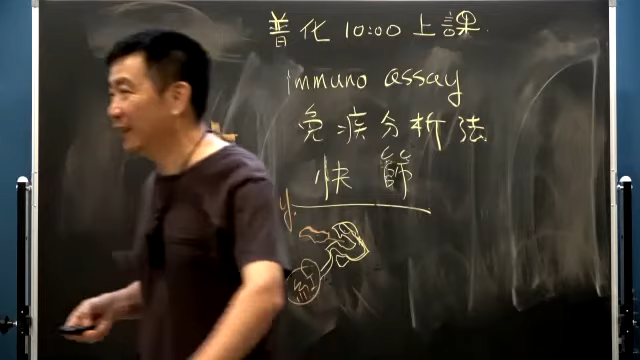 普化 10:00 上課
immuno assay
免疫分析法
快篩
y.